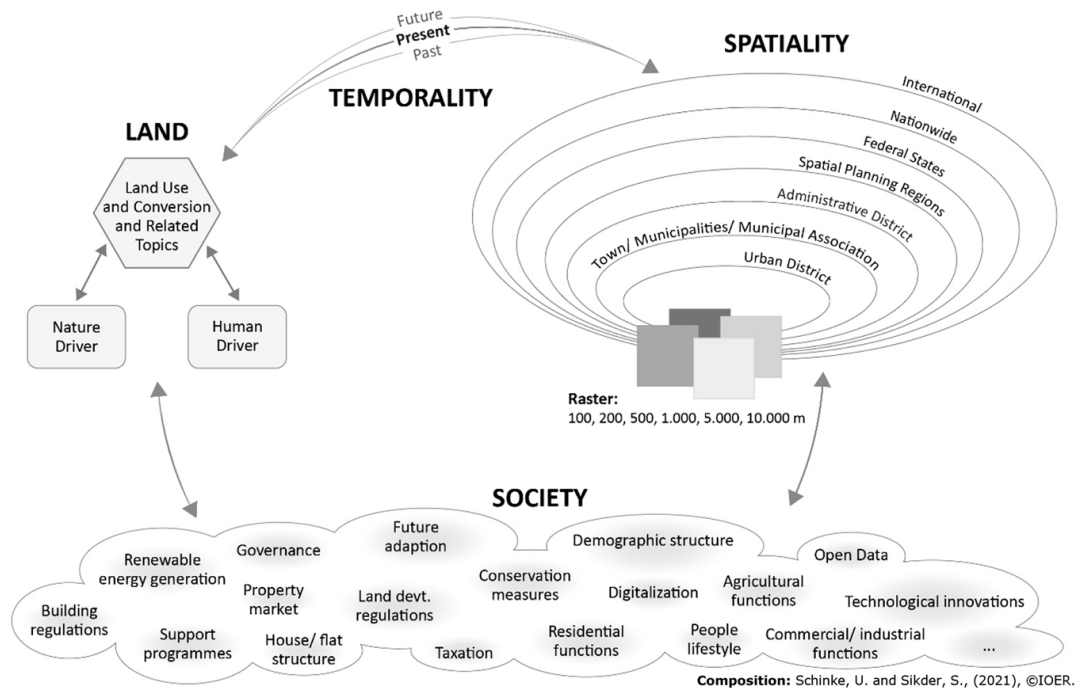 Future
Present
Past
TEMPORALITY
SPATIALITY
International
Nationwide
Federal States
Spatial Planning Regions
Administrative District
Town/ Municipalities/ Municipal Association
Urban District
Raster:
100, 200, 500, 1.000, 5.000, 10.000 m
LAND
Land Use
and Conversion
and Related
Topics
Nature
Driver
Human
Driver
SOCIETY
Renewable
energy generation
Governance
Future
adaption
Demographic structure
Open Data
Building
regulations
Property
market
Land devt.
regulations
Conservation
measures
Digitalization
Agricultural
functions
Technological innovations
Support
programmes
House/ flat
structure
Taxation
Residential
functions
People
lifestyle
Commercial/ industrial
functions
...
Composition: Schinke, U. and Sikder, S., (2021), ©IOER.